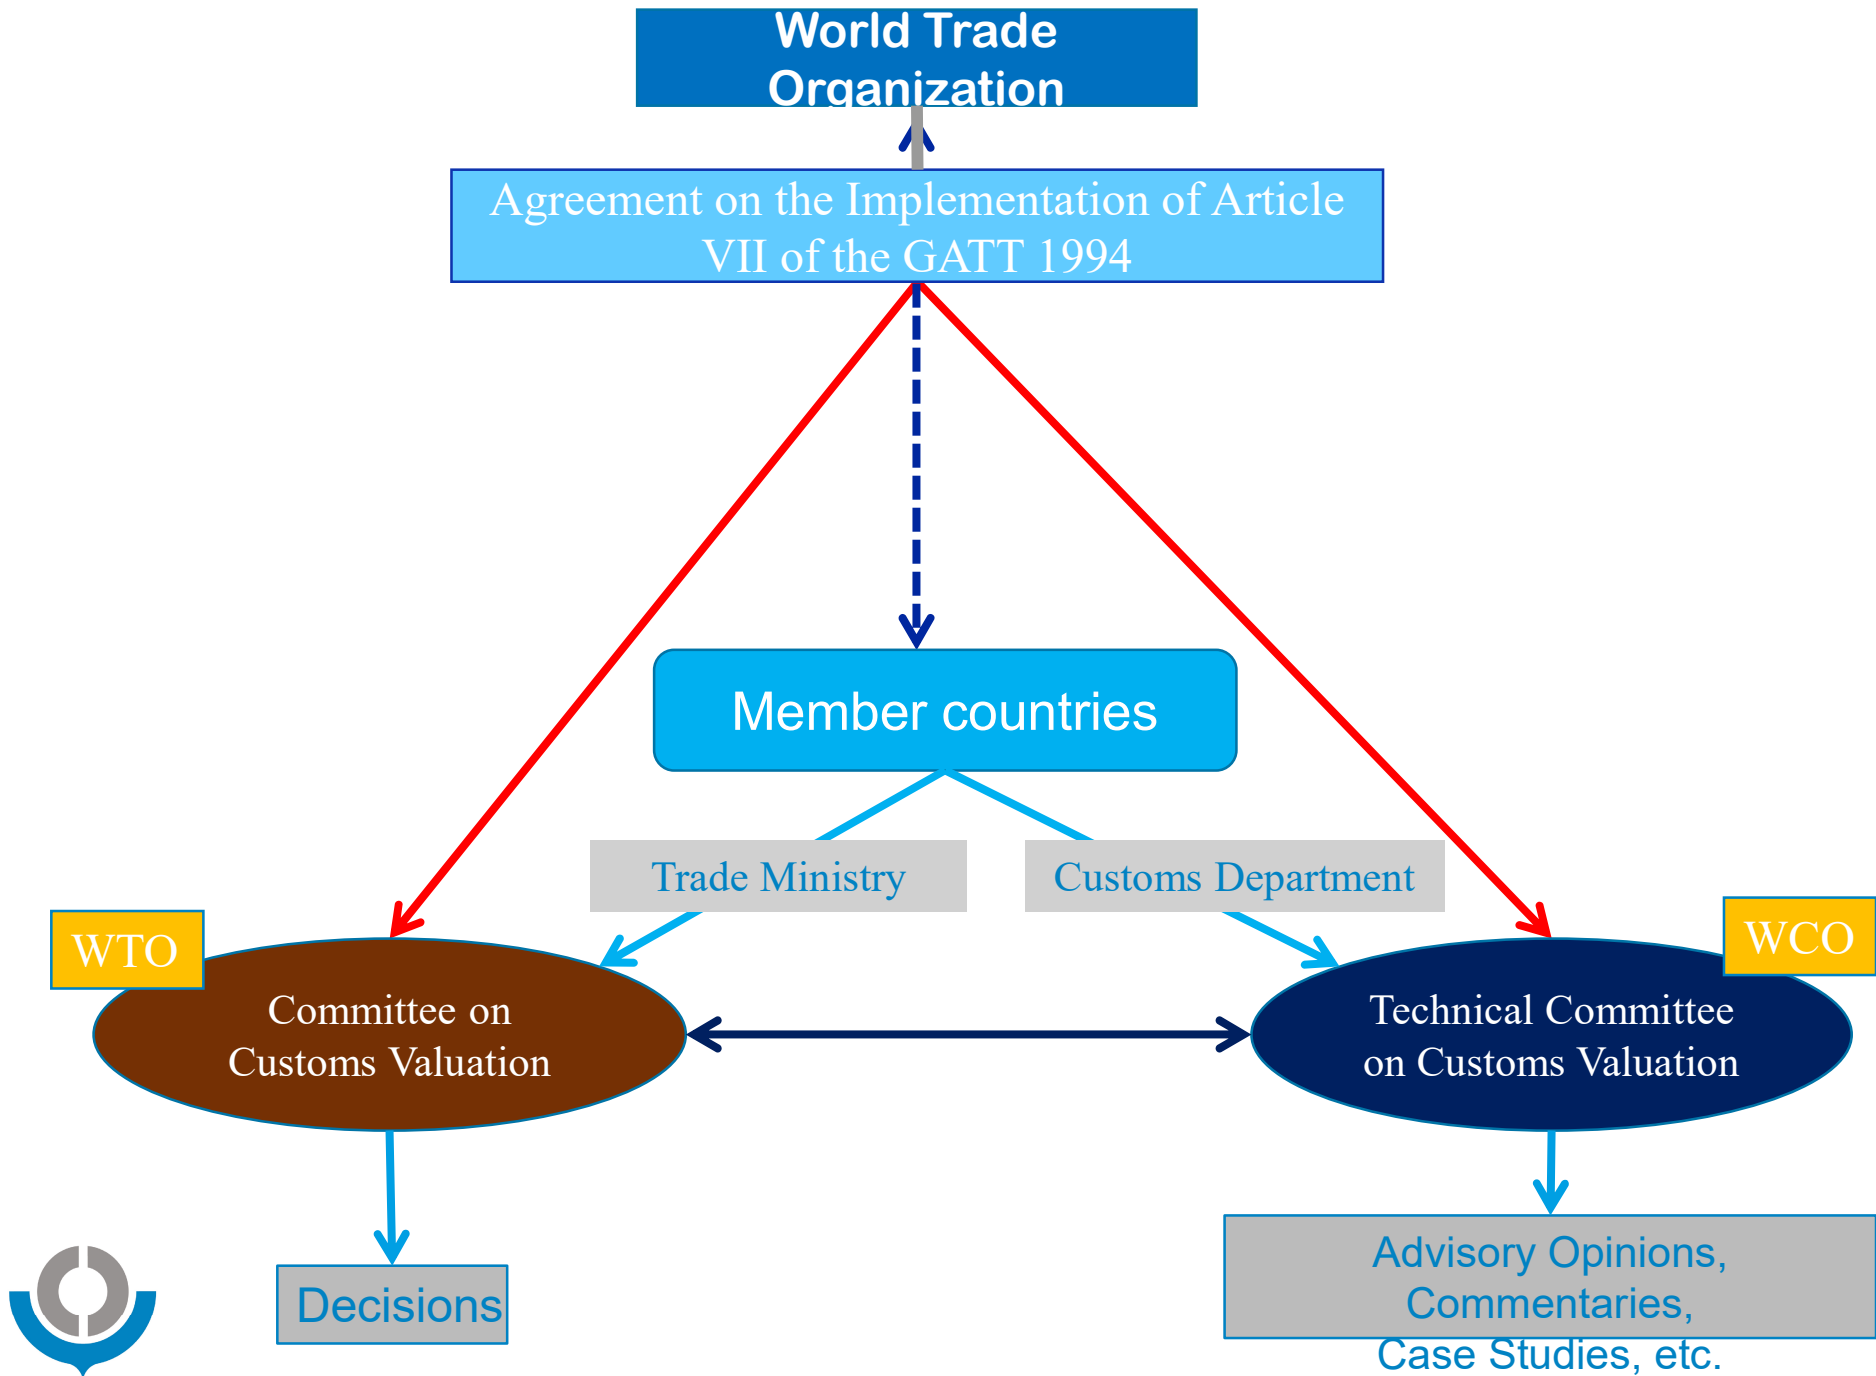 World Trade
Organization
Agreement on the Implementation of Article
VII of the GATT 1994
Member countries
Trade Ministry
Customs Department
WTO
WCO
Committee on
Customs Valuation
Technical Committee
on Customs Valuation
Decisions
Advisory Opinions,
Commentaries,
Case Studies, etc.